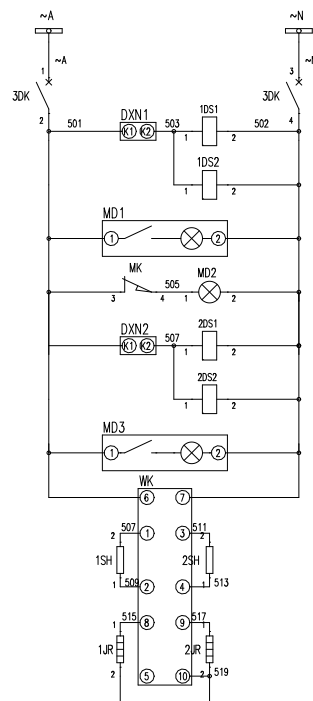 ~A ~N
~A ~N
1 3
3DK 3DK
2 4
501 DXN1 503 1DS1 502
K1 K2 1 2
1DS2
1 2
MD1
1 2
MK MD2
505
3 4 1 2
DXN2 507 2DS1
K1 K2 1 2
2DS2
1 2
MD3
1 2
WK
6 7
2 507 1 3 511 2
1SH 2SH
1 509 2 4 1 513
1 515 8 9 517 1
1JR 2JR
2 5 10 2 519